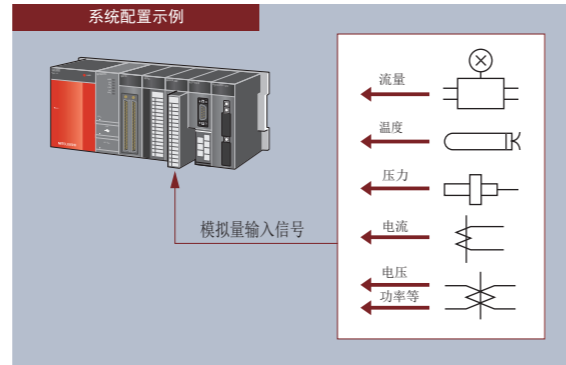 系统配置示例
流量
温度
压力
电流
电压
功率等
模拟量输入信号